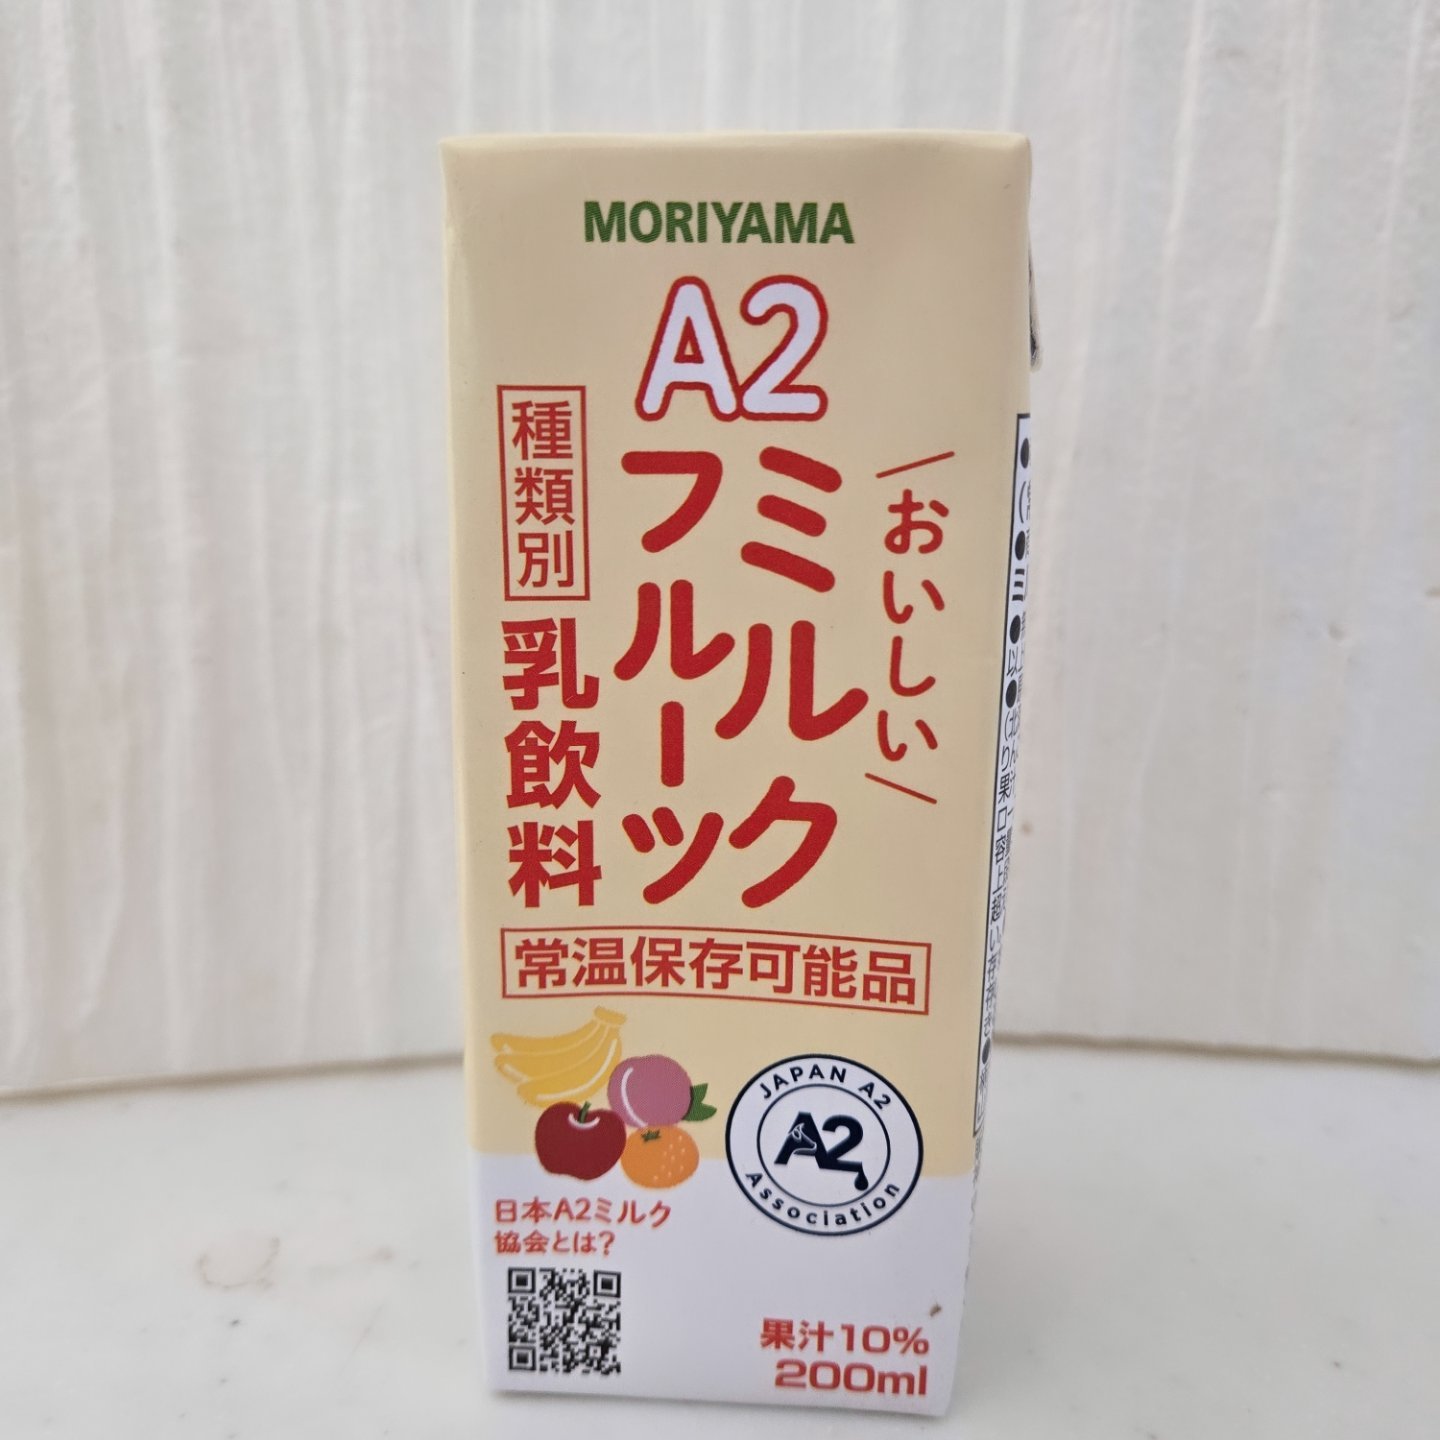 MORIYAMA
A2
ミルク
フルーツ
おいしい
種類別
乳飲料
常温保存可能品
JAPAN A2
A2
Association
日本A2ミルク
協会とは?
果汁10%
200ml